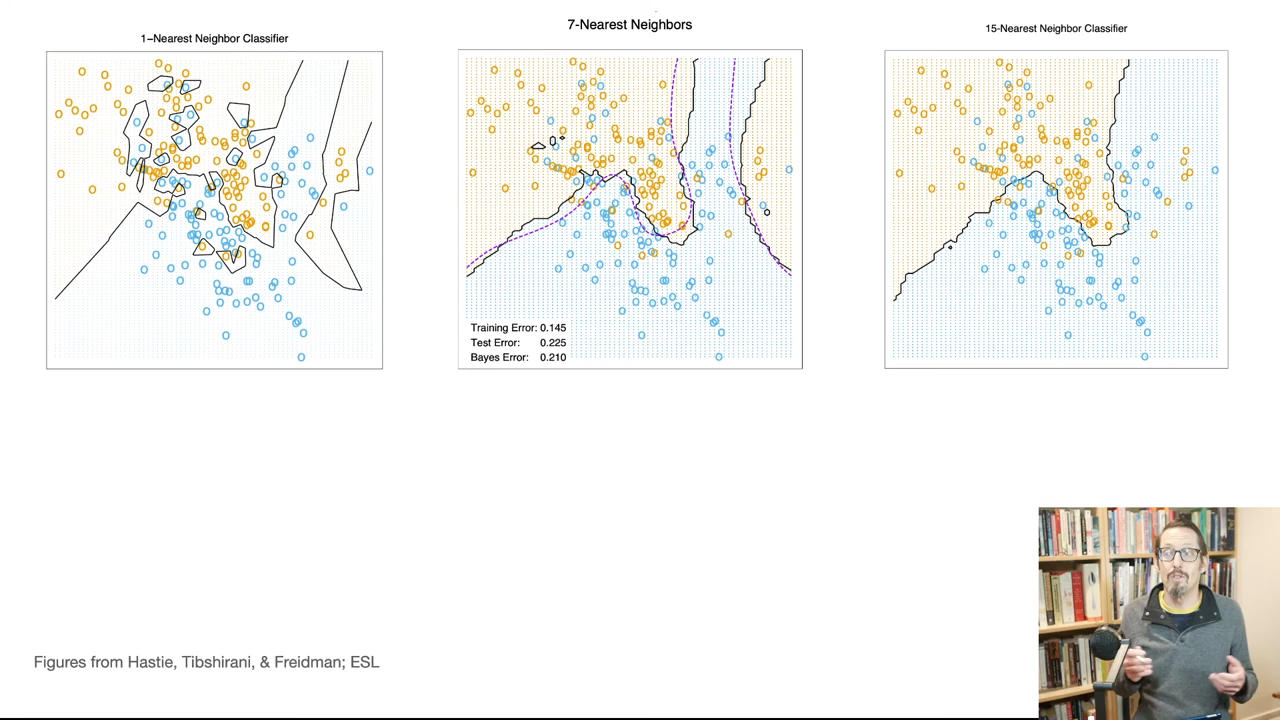 1−Nearest Neighbor Classifier
7-Nearest Neighbors
15-Nearest Neighbor Classifier
Training Error: 0.145
Test Error: 0.225
Bayes Error: 0.210
Figures from Hastie, Tibshirani, & Freidman; ESL